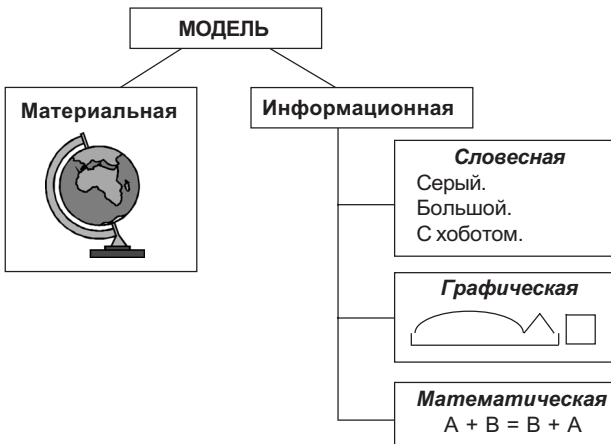 МОДЕЛЬ
Материальная
Информационная
Словесная
Серый.
Большой.
С хоботом.
Графическая
Математическая
A + B = B + A